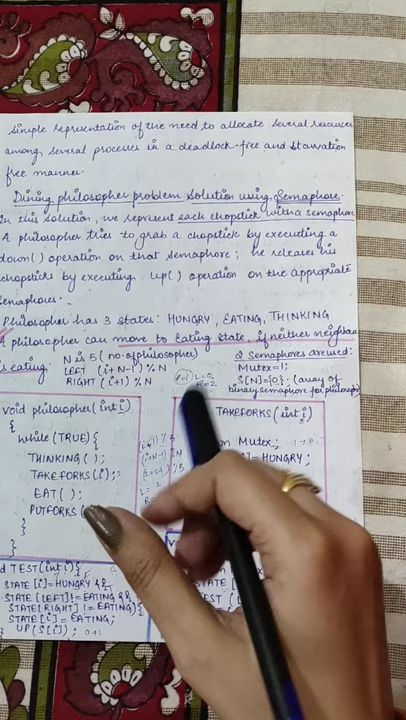 Simple representation of the need to allocate several resources
among several processes in a deadlock-free and starvation
free manner.
Dining philosopher problem solution using Semaphore.
In this solution, we represent each chopstick with a semaphore
A philosopher tries to grab a chopstick by executing a
down() operation on that semaphore; he releases his
chopsticks by executing up() operation on the appropriate
semaphores.
Philosopher has 3 states: HUNGRY, EATING, THINKING
A philosopher can move to Eating state, if neither neighbour
is eating.
N is 5 (no. of philosopher)
LEFT (i+N-1) % N
RIGHT (i+1) % N
i=1 L=0,
R=2
2 Semaphores are used:
Mutex=1;
S[N]={0}; (array of
binary semaphore for philosopher
void philosopher(int i)
{
while(TRUE){
THINKING();
TAKEFORKS(i);
EAT( );
PUTFORKS(
}
}
TAKEFORKS(int i)
Mutex;
]=HUNGRY;
TEST(int i){
STATE[i]=HUNGRY &&
STATE[LEFT]!=EATING &&
STATE[RIGHT]!=EATING){
STATE[i]=EATING;
UP(S[i]);
STATE [
TEST (